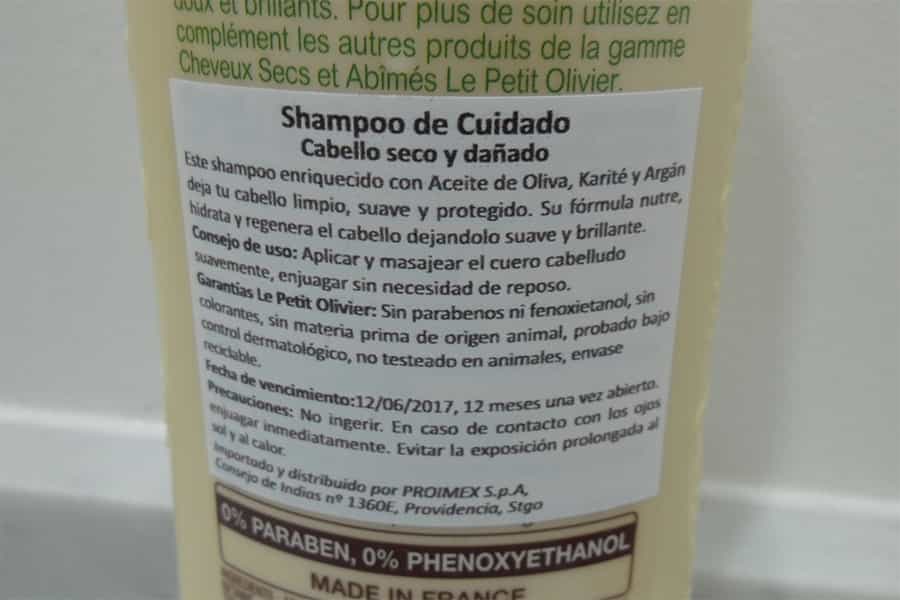 doux et brillants. Pour plus de soin utilisez en
complément les autres produits de la gamme
Cheveux Secs et Abîmés Le Petit Olivier.
Shampoo de Cuidado
Cabello seco y dañado
Este shampoo enriquecido con Aceite de Oliva, Karité y Argán
deja tu cabello limpio, suave y protegido. Su fórmula nutre,
hidrata y regenera el cabello dejandolo suave y brillante.
Consejo de uso: Aplicar y masajear el cuero cabelludo
suavemente, enjuagar sin necesidad de reposo.
Garantías Le Petit Olivier: Sin parabenos ni fenoxietanol, sin
colorantes, sin materia prima de origen animal, probado bajo
control dermatológico, no testeado en animales, envase
reciclable.
Fecha de vencimiento:12/06/2017, 12 meses una vez abierto.
Precauciones: No ingerir. En caso de contacto con los ojos
enjuagar inmediatamente. Evitar la exposición prolongada al
sol y al calor.
Importado y distribuido por PROIMEX S.p.A,
Consejo de Indias nº 1360E, Providencia, Stgo
0% PARABEN, 0% PHENOXYETHANOL
MADE IN FRANCE